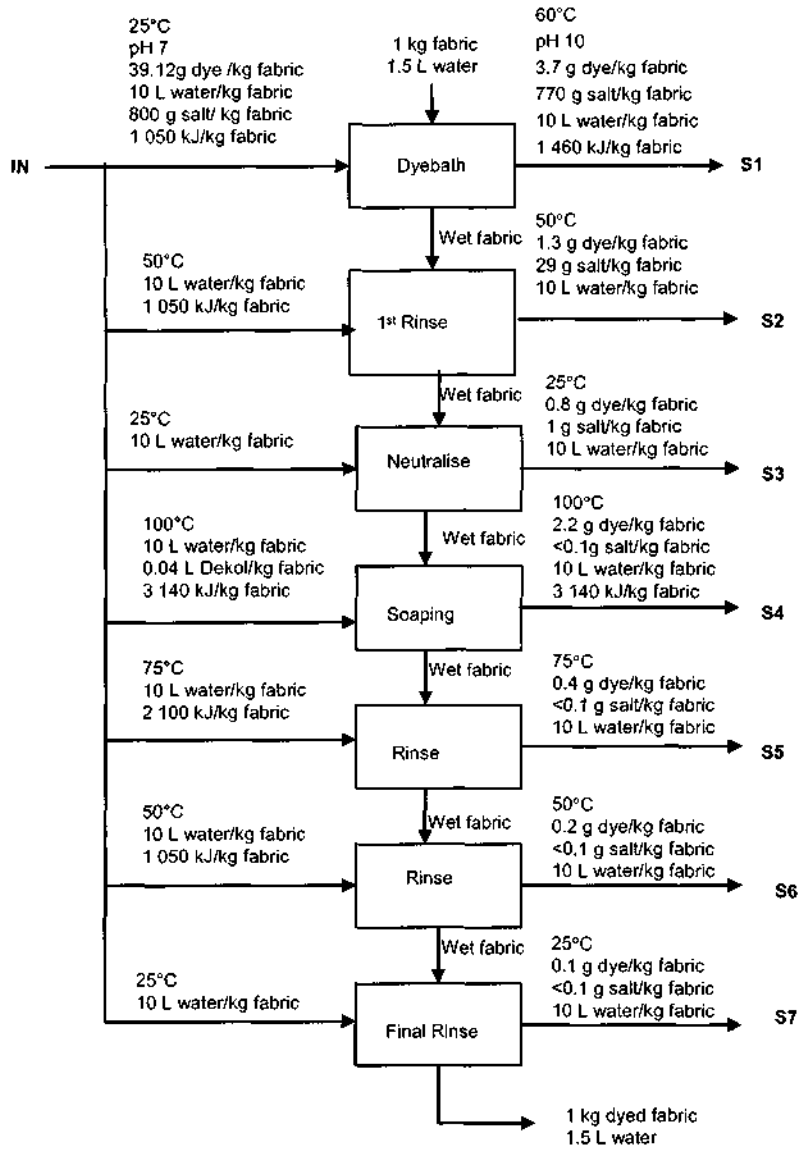 25°C
pH 7
39.12g dye /kg fabric
10 L water/kg fabric
800 g salt/ kg fabric
1 050 kJ/kg fabric
1 kg fabric
1.5 L water
60°C
pH 10
3.7 g dye/kg fabric
770 g salt/kg fabric
10 L water/kg fabric
1 460 kJ/kg fabric
IN
Dyebath
S1
Wet fabric
50°C
10 L water/kg fabric
1 050 kJ/kg fabric
1st Rinse
50°C
1.3 g dye/kg fabric
29 g salt/kg fabric
10 L water/kg fabric
S2
Wet fabric
25°C
10 L water/kg fabric
Neutralise
25°C
0.8 g dye/kg fabric
1 g salt/kg fabric
10 L water/kg fabric
S3
Wet fabric
100°C
10 L water/kg fabric
0.04 L Dekol/kg fabric
3 140 kJ/kg fabric
Soaping
100°C
2.2 g dye/kg fabric
<0.1g salt/kg fabric
10 L water/kg fabric
3 140 kJ/kg fabric
S4
Wet fabric
75°C
10 L water/kg fabric
2 100 kJ/kg fabric
Rinse
75°C
0.4 g dye/kg fabric
<0.1 g salt/kg fabric
10 L water/kg fabric
S5
Wet fabric
50°C
10 L water/kg fabric
1 050 kJ/kg fabric
Rinse
50°C
0.2 g dye/kg fabric
<0.1 g salt/kg fabric
10 L water/kg fabric
S6
Wet fabric
25°C
10 L water/kg fabric
Final Rinse
25°C
0.1 g dye/kg fabric
<0.1 g salt/kg fabric
10 L water/kg fabric
S7
1 kg dyed fabric
1.5 L water